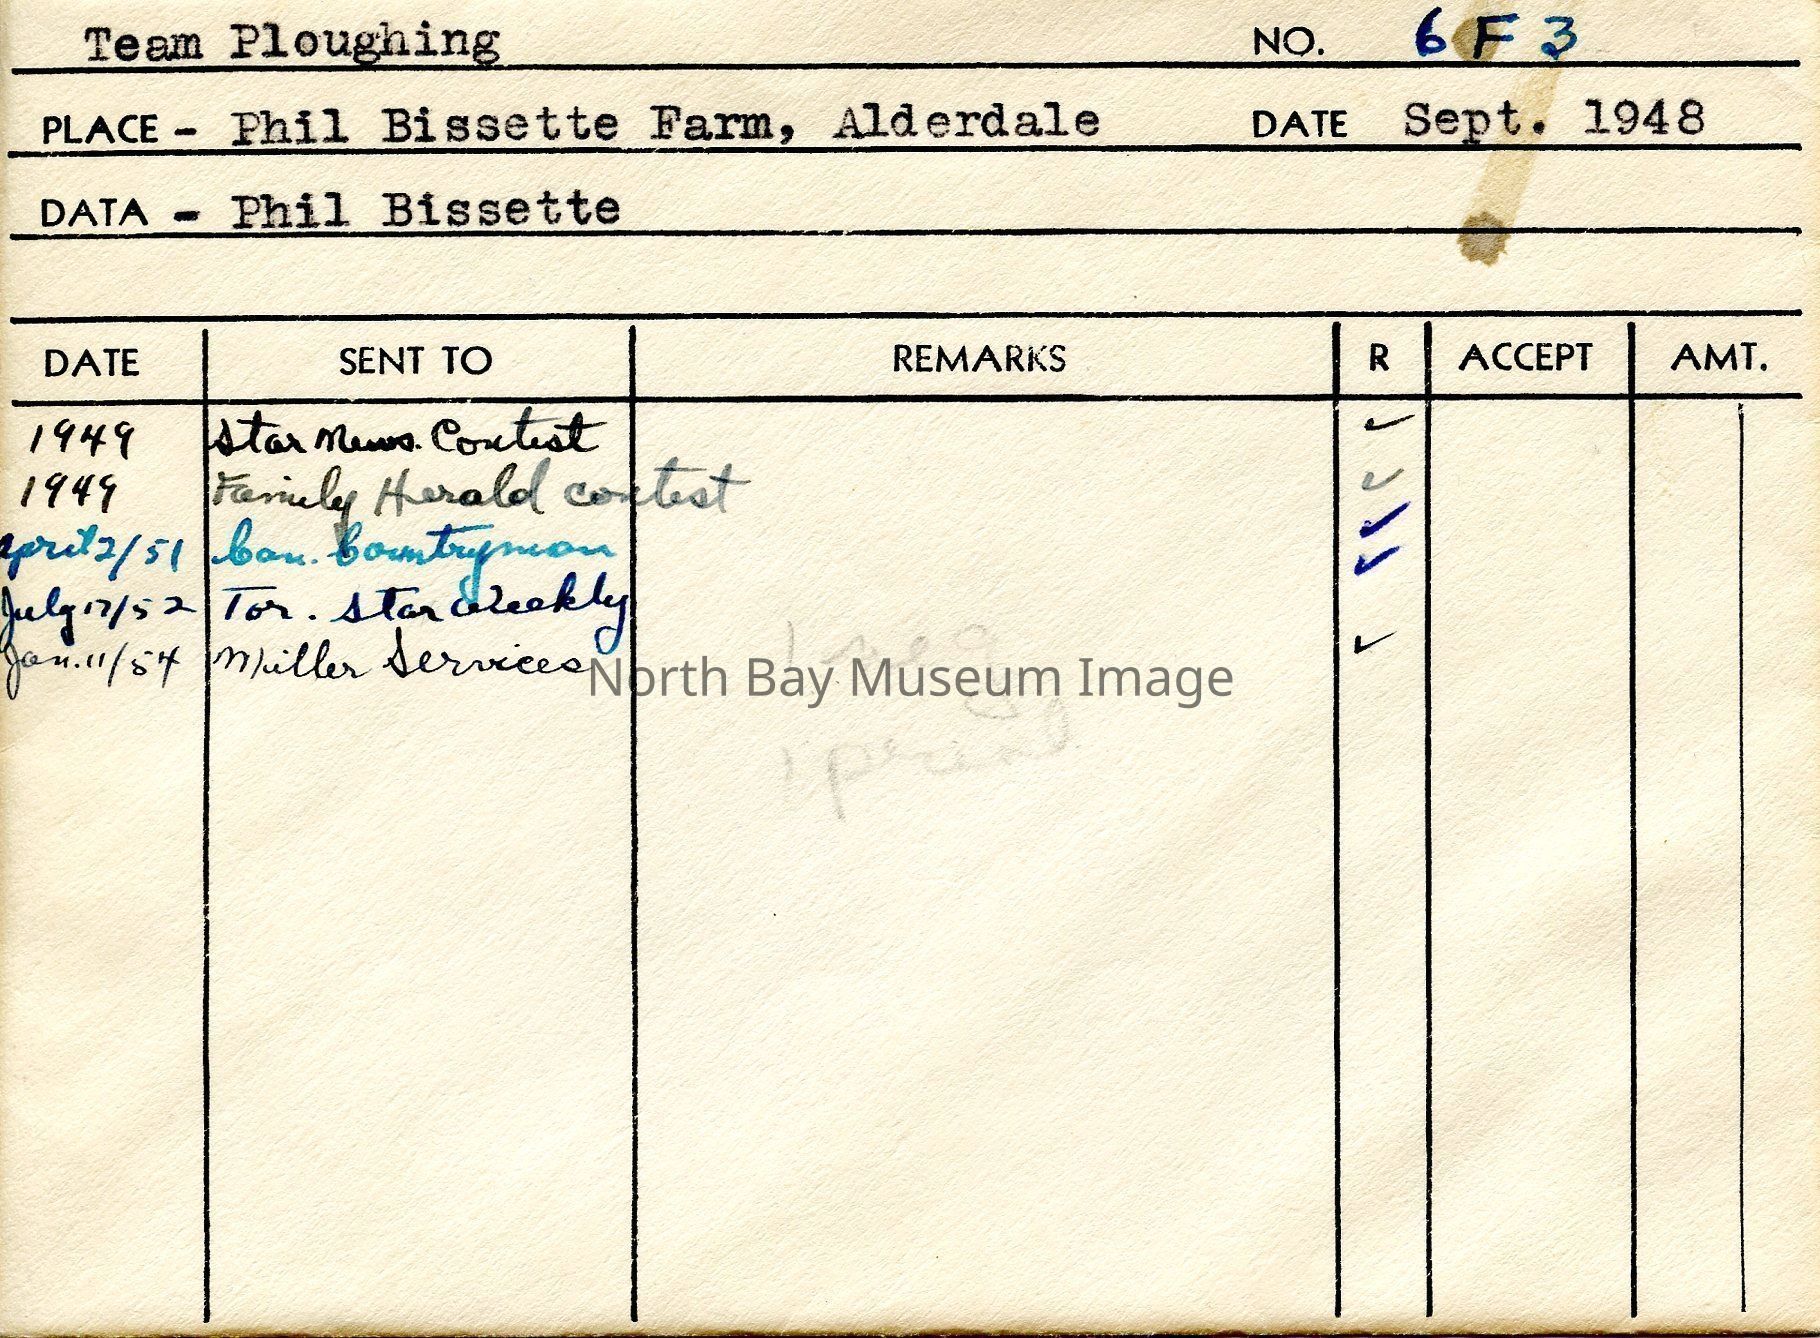 Team Ploughing NO. 6 F 3
PLACE - Phil Bissette Farm, Alderdale DATE Sept. 1948
DATA - Phil Bissette
DATE SENT TO REMARKS R ACCEPT AMT.
1949 Star News. Contest ✓
1949 Family Herald contest ✓
April 2/51 Can. Countryman ✓
July 17/52 Tor. Star Weekly ✓
Jan. 11/54 Miller Services ✓
North Bay Museum Image